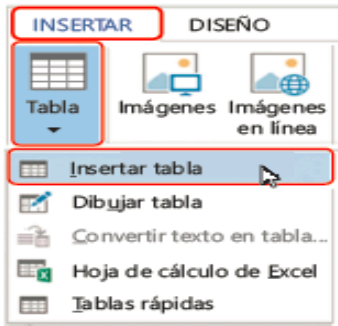 INSERTAR DISEÑO
Tabla Imágenes Imágenes
en línea
Insertar tabla
Dibujar tabla
Convertir texto en tabla...
Hoja de cálculo de Excel
Tablas rápidas